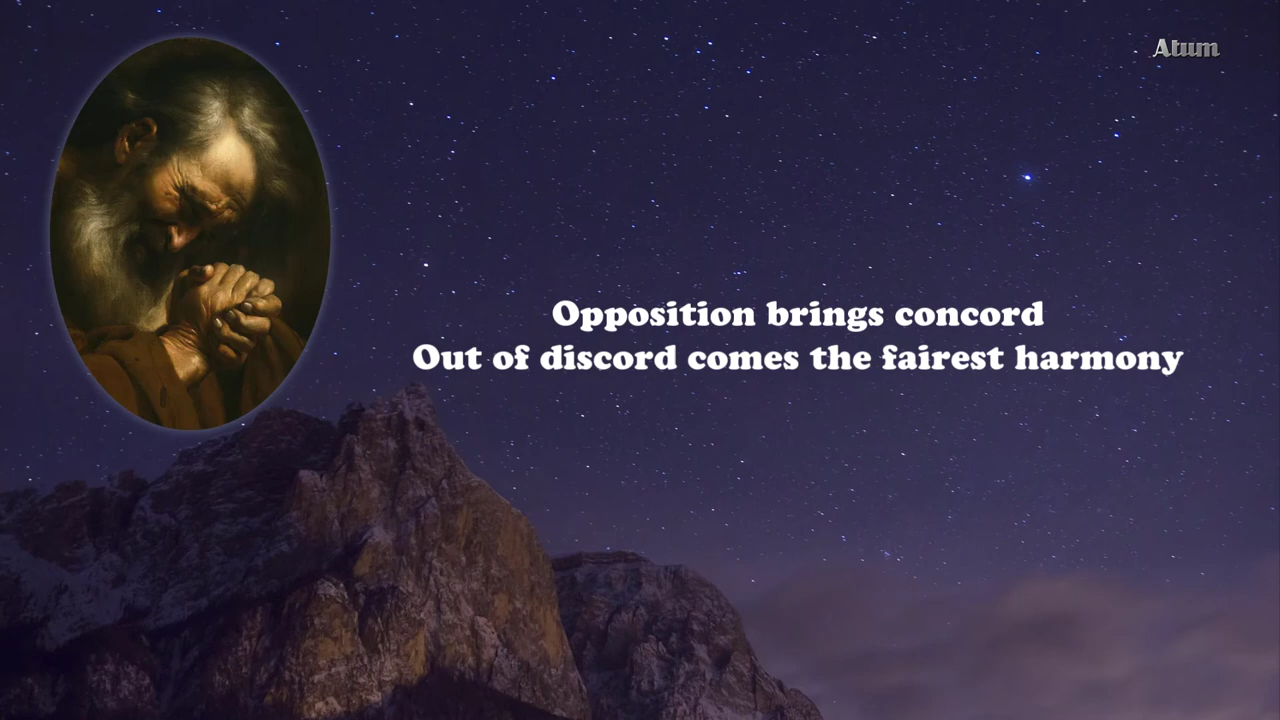 Atum
Opposition brings concord
Out of discord comes the fairest harmony